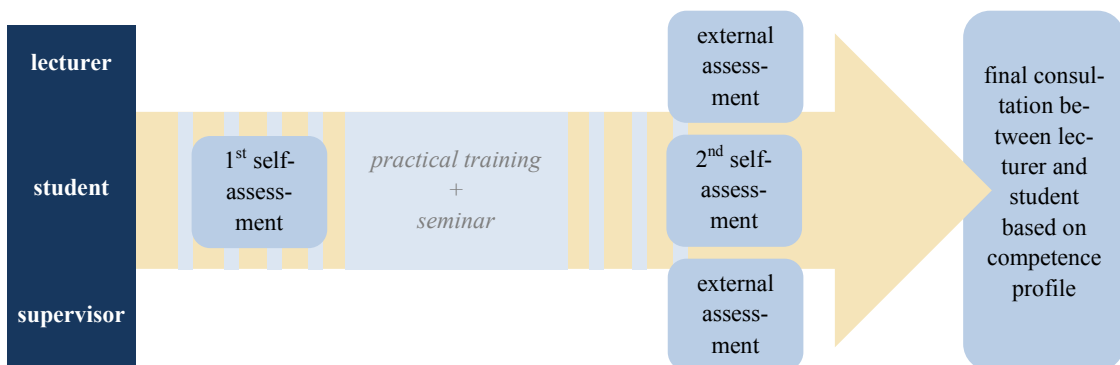 lecturer
student
supervisor
1st self-
assess-
ment
practical training
+
seminar
external
assess-
ment
2nd self-
assess-
ment
external
assess-
ment
final consul-
tation be-
tween lec-
turer and
student
based on
competence
profile